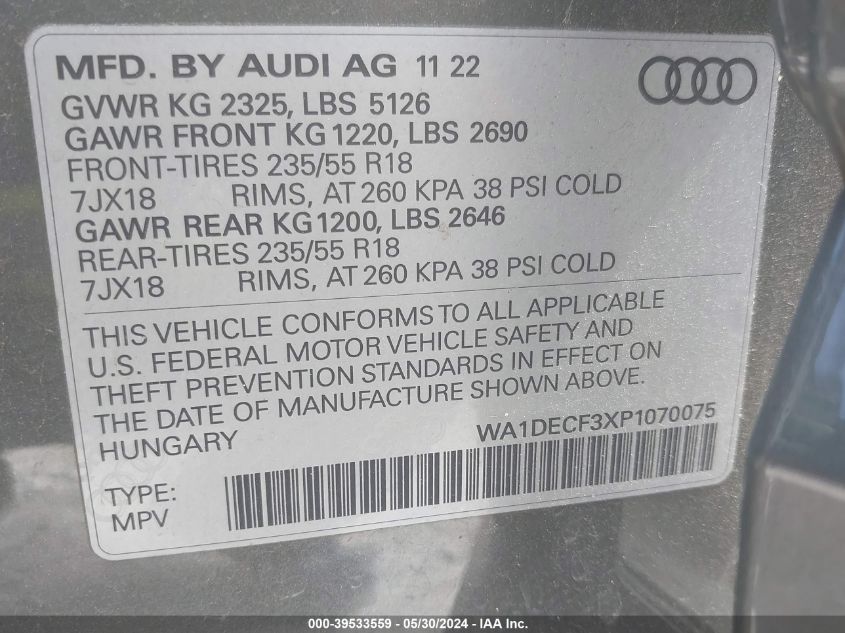 MFD. BY AUDI AG 11 22
GVWR KG 2325, LBS 5126
GAWR FRONT KG 1220, LBS 2690
FRONT-TIRES 235/55 R18
7JX18 RIMS, AT 260 KPA 38 PSI COLD
GAWR REAR KG 1200, LBS 2646
REAR-TIRES 235/55 R18
7JX18 RIMS, AT 260 KPA 38 PSI COLD
THIS VEHICLE CONFORMS TO ALL APPLICABLE
U.S. FEDERAL MOTOR VEHICLE SAFETY AND
THEFT PREVENTION STANDARDS IN EFFECT ON
THE DATE OF MANUFACTURE SHOWN ABOVE.
HUNGARY WA1DECF3XP1070075
TYPE:
MPV
000-39533559 - 05/30/2024 - IAA Inc.